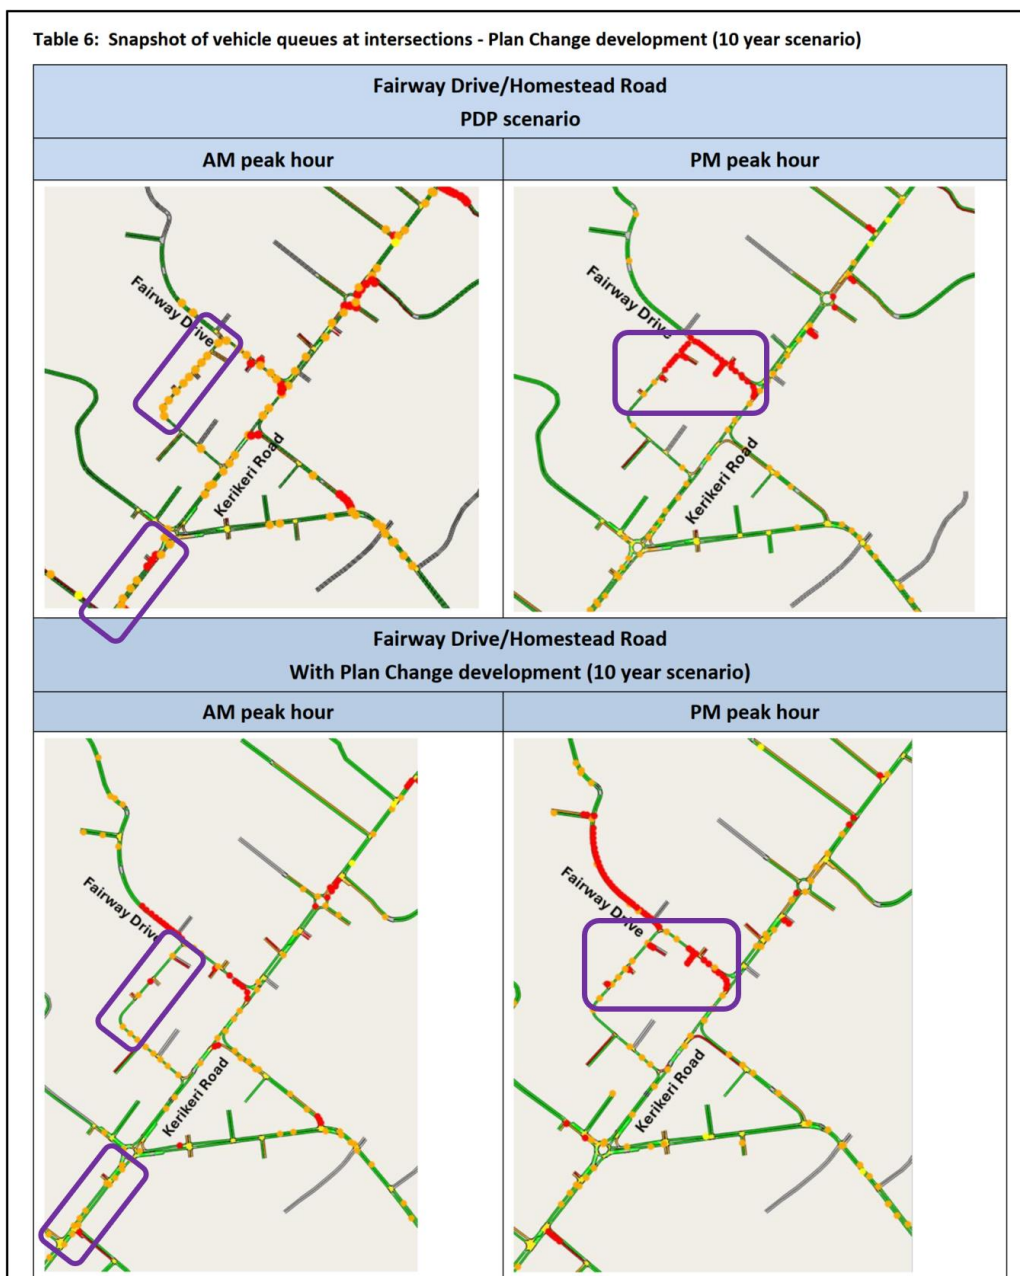 Table 6: Snapshot of vehicle queues at intersections - Plan Change development (10 year scenario)
Fairway Drive/Homestead Road
PDP scenario
AM peak hour
PM peak hour
Fairway Drive
Kerikeri Road
Fairway Drive
Kerikeri Road
Fairway Drive/Homestead Road
With Plan Change development (10 year scenario)
AM peak hour
PM peak hour
Fairway Drive
Kerikeri Road
Fairway Drive
Kerikeri Road